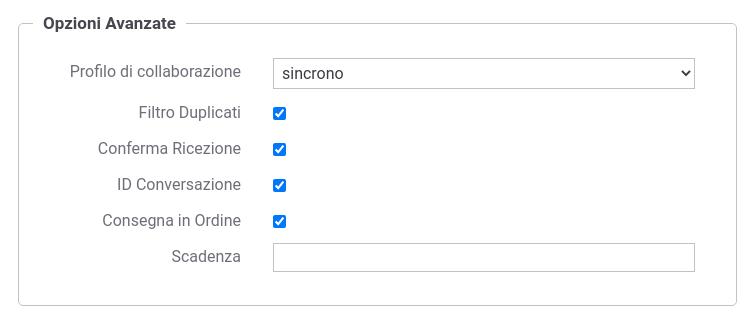 Opzioni Avanzate
Profilo di collaborazione sincrono
Filtro Duplicati
Conferma Ricezione
ID Conversazione
Consegna in Ordine
Scadenza